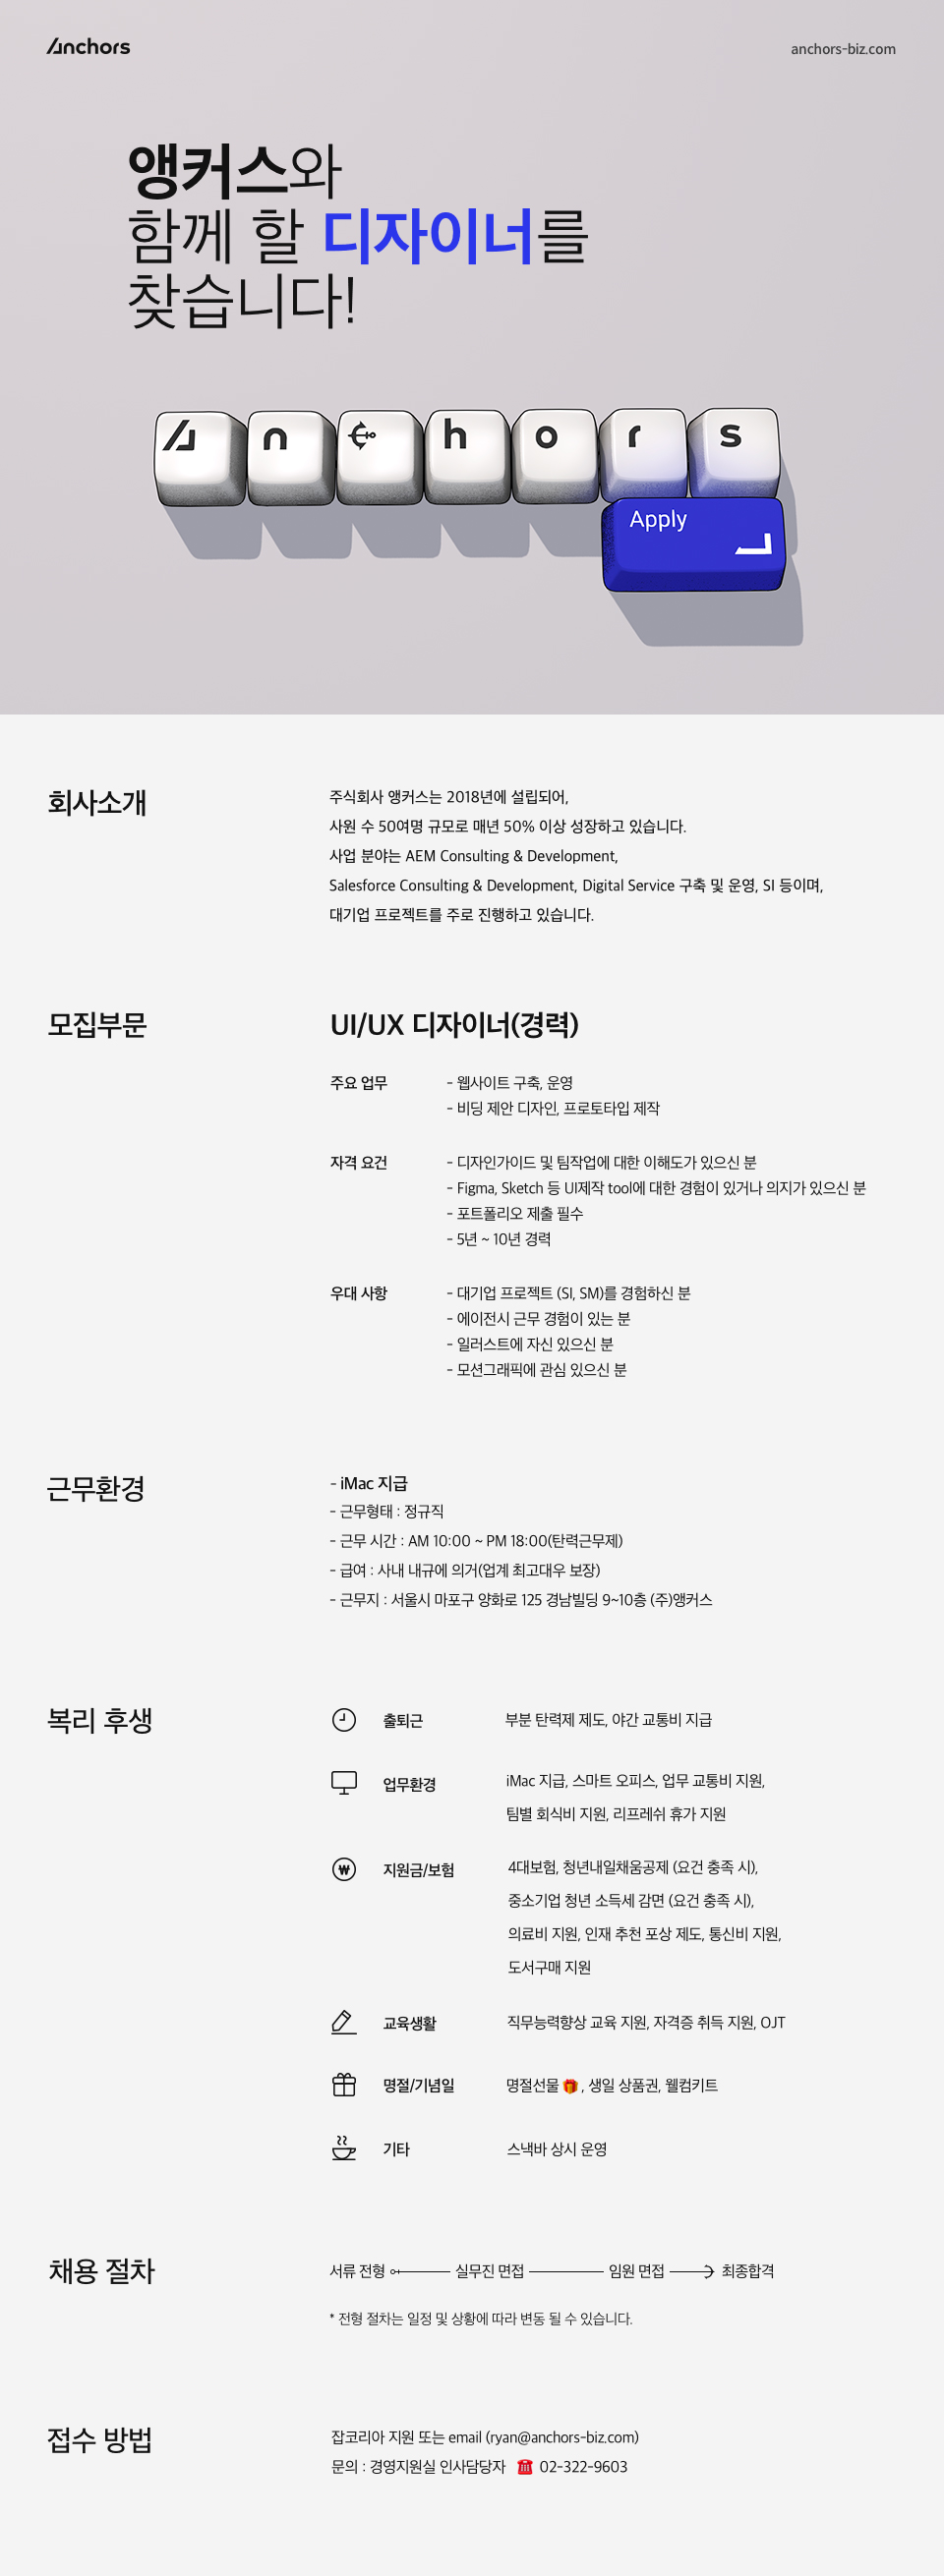 Anchors
anchors-biz.com
앵커스와
함께 할 디자이너를
찾습니다!
A n c h o r s
Apply
회사소개
주식회사 앵커스는 2018년에 설립되어,
사원 수 50여명 규모로 매년 50% 이상 성장하고 있습니다.
사업 분야는 AEM Consulting & Development,
Salesforce Consulting & Development, Digital Service 구축 및 운영, SI 등이며,
대기업 프로젝트를 주로 진행하고 있습니다.
모집부문
UI/UX 디자이너(경력)
주요 업무
- 웹사이트 구축, 운영
- 비딩 제안 디자인, 프로토타입 제작
자격 요건
- 디자인가이드 및 팀작업에 대한 이해도가 있으신 분
- Figma, Sketch 등 UI제작 tool에 대한 경험이 있거나 의지가 있으신 분
- 포트폴리오 제출 필수
- 5년 ~ 10년 경력
우대 사항
- 대기업 프로젝트 (SI, SM)를 경험하신 분
- 에이전시 근무 경험이 있는 분
- 일러스트에 자신 있으신 분
- 모션그래픽에 관심 있으신 분
근무환경
- iMac 지급
- 근무형태 : 정규직
- 근무 시간 : AM 10:00 ~ PM 18:00(탄력근무제)
- 급여 : 사내 내규에 의거(업계 최고대우 보장)
- 근무지 : 서울시 마포구 양화로 125 경남빌딩 9~10층 (주)앵커스
복리 후생
출퇴근
부분 탄력제 제도, 야간 교통비 지급
업무환경
iMac 지급, 스마트 오피스, 업무 교통비 지원,
팀별 회식비 지원, 리프레쉬 휴가 지원
지원금/보험
4대보험, 청년내일채움공제 (요건 충족 시),
중소기업 청년 소득세 감면 (요건 충족 시),
의료비 지원, 인재 추천 포상 제도, 통신비 지원,
도서구매 지원
교육생활
직무능력향상 교육 지원, 자격증 취득 지원, OJT
명절/기념일
명절선물 🎁, 생일 상품권, 웰컴키트
기타
스낵바 상시 운영
채용 절차
서류 전형 실무진 면접 임원 면접 최종합격
* 전형 절차는 일정 및 상황에 따라 변동 될 수 있습니다.
접수 방법
잡코리아 지원 또는 email (ryan@anchors-biz.com)
문의 : 경영지원실 인사담당자 ☎️ 02-322-9603